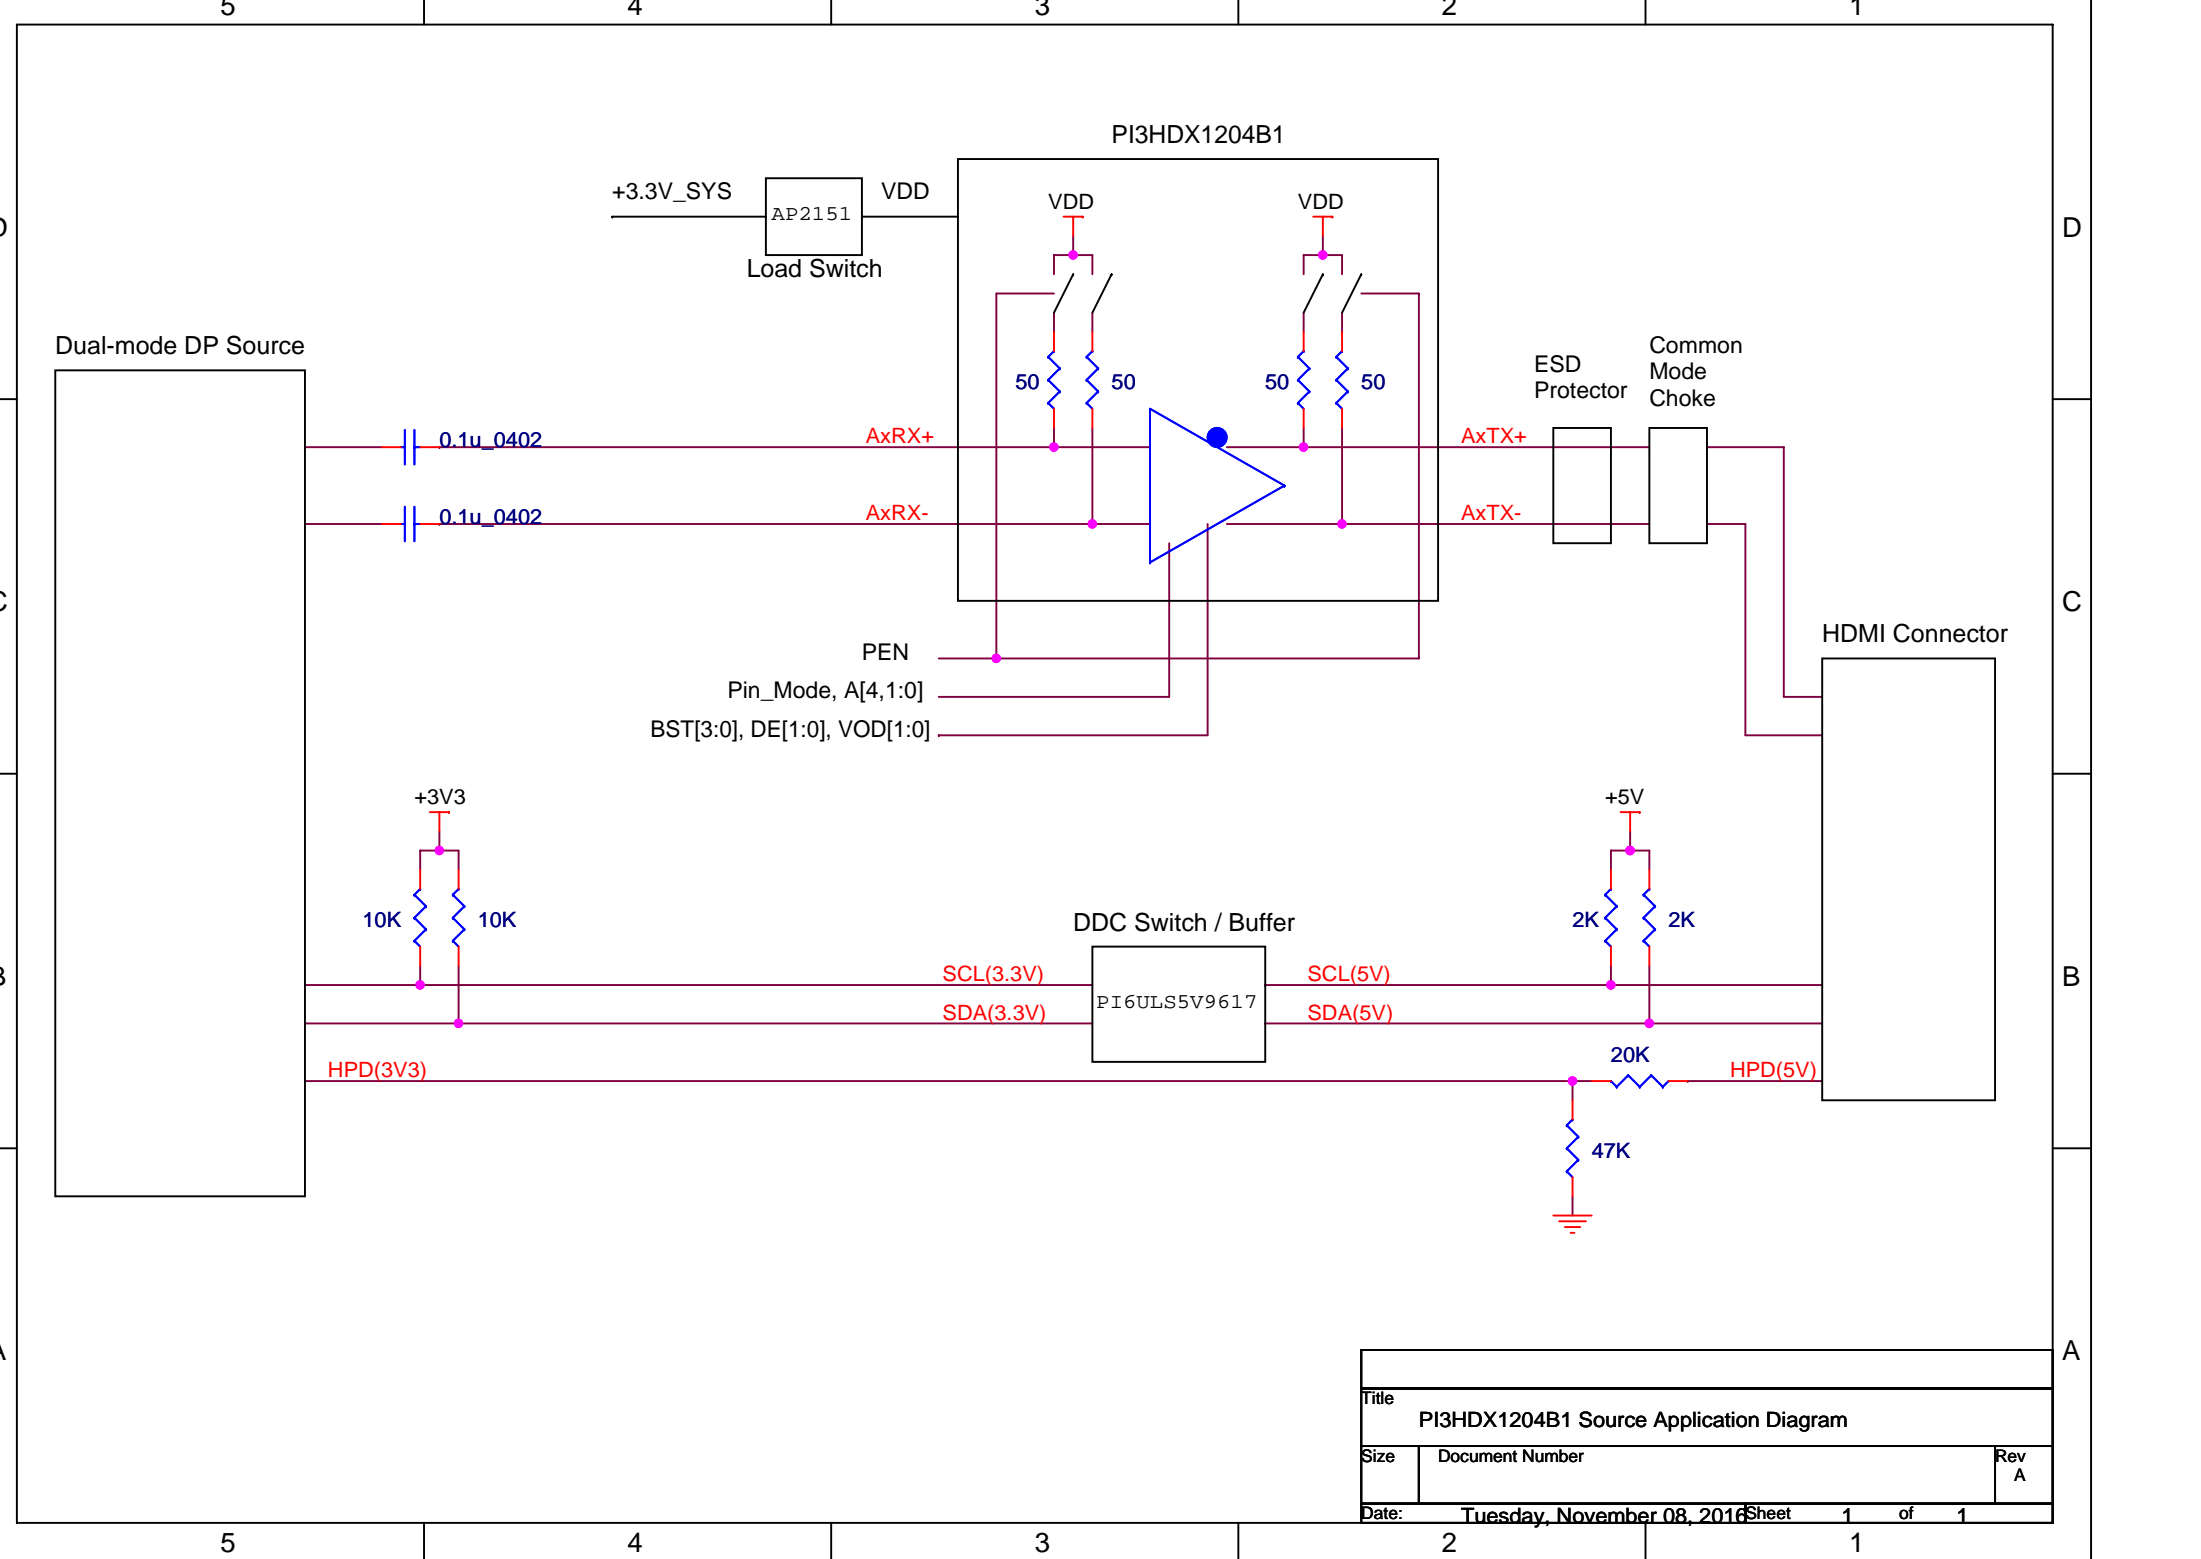 5 4 3 2 1
PI3HDX1204B1
+3.3V_SYS
AP2151
VDD
Load Switch
VDD
VDD
D
D
Dual-mode DP Source
50
50
50
50
ESD
Protector
Common
Mode
Choke
0.1u_0402
AxRX+
AxTX+
0.1u_0402
AxRX-
AxTX-
C
C
PEN
Pin_Mode, A[4,1:0]
BST[3:0], DE[1:0], VOD[1:0]
HDMI Connector
+3V3
+5V
10K
10K
2K
2K
DDC Switch / Buffer
SCL(3.3V)
SCL(5V)
PI6ULS5V9617
SDA(3.3V)
SDA(5V)
B
B
HPD(3V3)
20K
HPD(5V)
47K
A
A
Title
PI3HDX1204B1 Source Application Diagram
Size
Document Number
Rev
A
Date:
Tuesday, November 08, 2016
Sheet
1 of 1
5 4 3 2 1